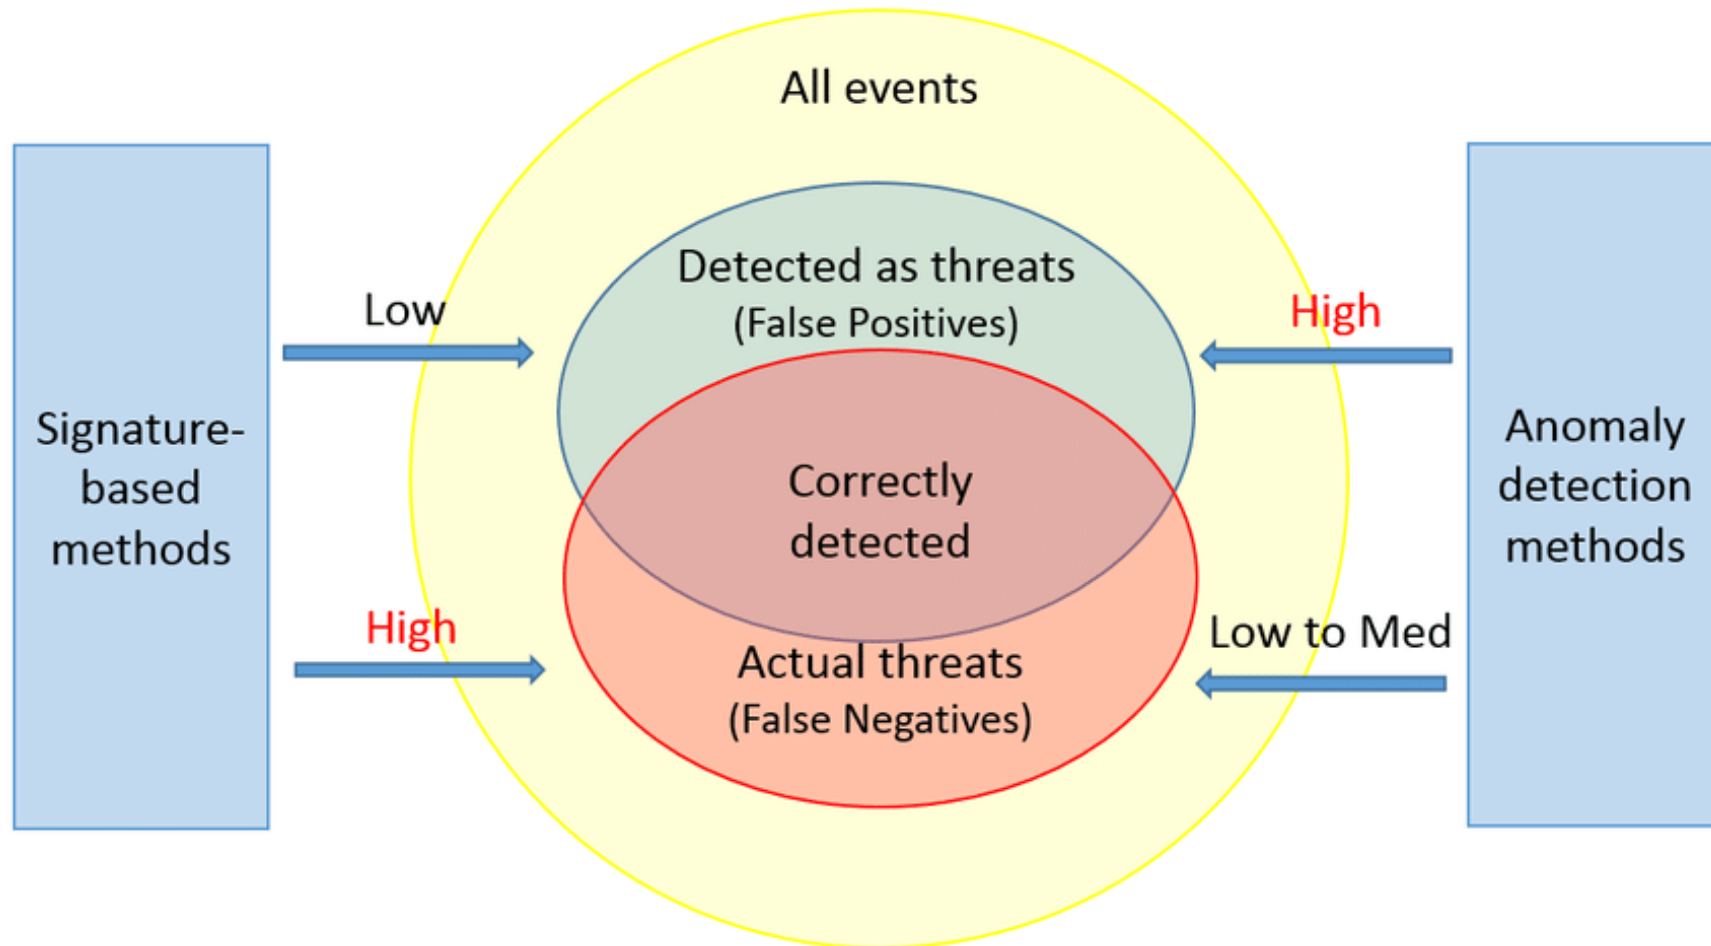 All events
Detected as threats
(False Positives)
Low
High
Signature-
based
methods
Correctly
detected
Anomaly
detection
methods
High
Low to Med
Actual threats
(False Negatives)